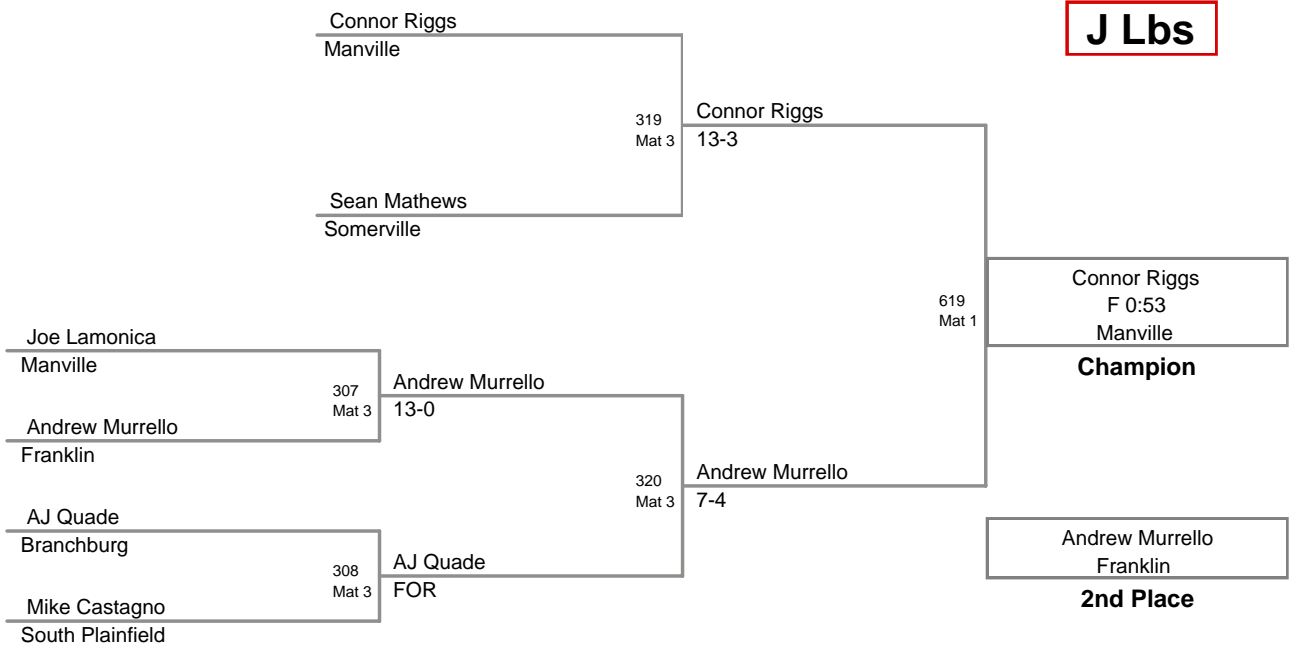 Connor Riggs
Manville
J Lbs
319
Mat 3
Connor Riggs
13-3
Sean Mathews
Somerville
619
Mat 1
Connor Riggs
F 0:53
Manville
Champion
Joe Lamonica
Manville
307
Mat 3
Andrew Murrello
13-0
Andrew Murrello
Franklin
320
Mat 3
Andrew Murrello
7-4
AJ Quade
Branchburg
308
Mat 3
AJ Quade
FOR
Mike Castagno
South Plainfield
Andrew Murrello
Franklin
2nd Place